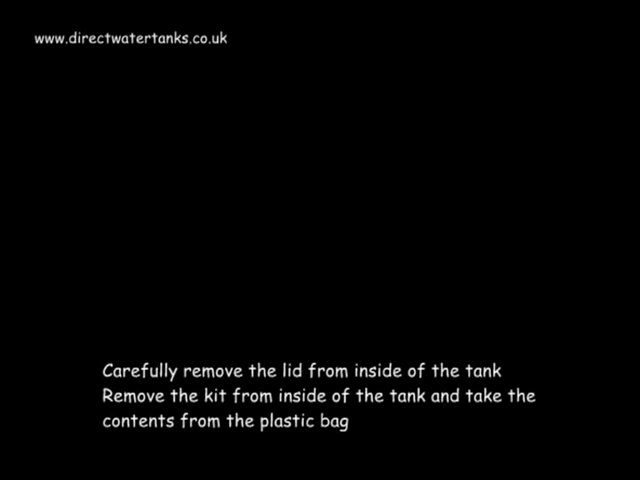 www.directwatertanks.co.uk
Carefully remove the lid from inside of the tank
Remove the kit from inside of the tank and take the
contents from the plastic bag